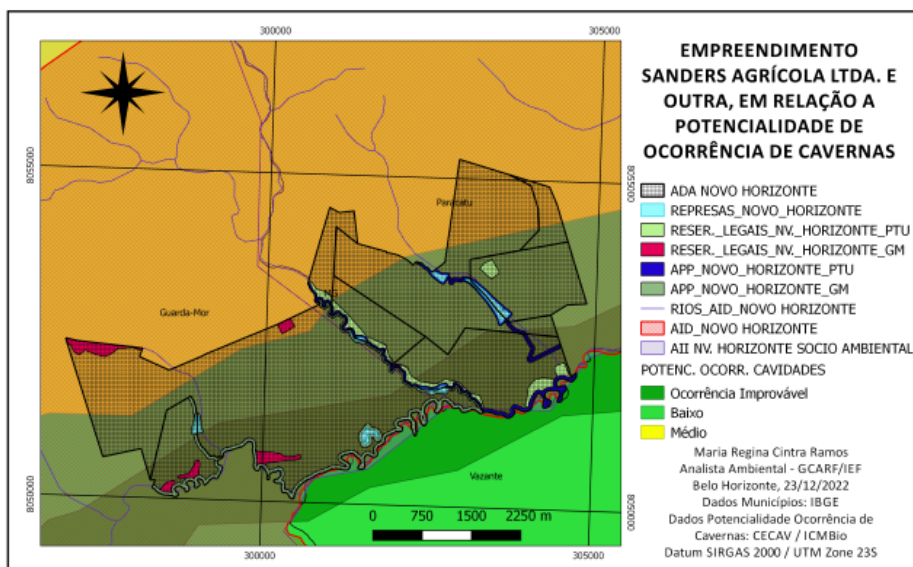 300000
305000
8055000
8055000
Paracatu
Guarda-Mor
Vazante
8050000
8050000
0 750 1500 2250 m
300000
305000
EMPREENDIMENTO
SANDERS AGRÍCOLA LTDA. E
OUTRA, EM RELAÇÃO A
POTENCIALIDADE DE
OCORRÊNCIA DE CAVERNAS
ADA NOVO HORIZONTE
REPRESAS_NOVO_HORIZONTE
RESER._LEGAIS_NV._HORIZONTE_PTU
RESER._LEGAIS_NV._HORIZONTE_GM
APP_NOVO_HORIZONTE_PTU
APP_NOVO_HORIZONTE_GM
RIOS_AID_NOVO HORIZONTE
AID_NOVO HORIZONTE
AII NV. HORIZONTE SOCIO AMBIENTAL
POTENC. OCORR. CAVIDADES
Ocorrência Improvável
Baixo
Médio
Maria Regina Cintra Ramos
Analista Ambiental - GCARF/IEF
Belo Horizonte, 23/12/2022
Dados Municípios: IBGE
Dados Potencialidade Ocorrência de
Cavernas: CECAV / ICMBio
Datum SIRGAS 2000 / UTM Zone 23S